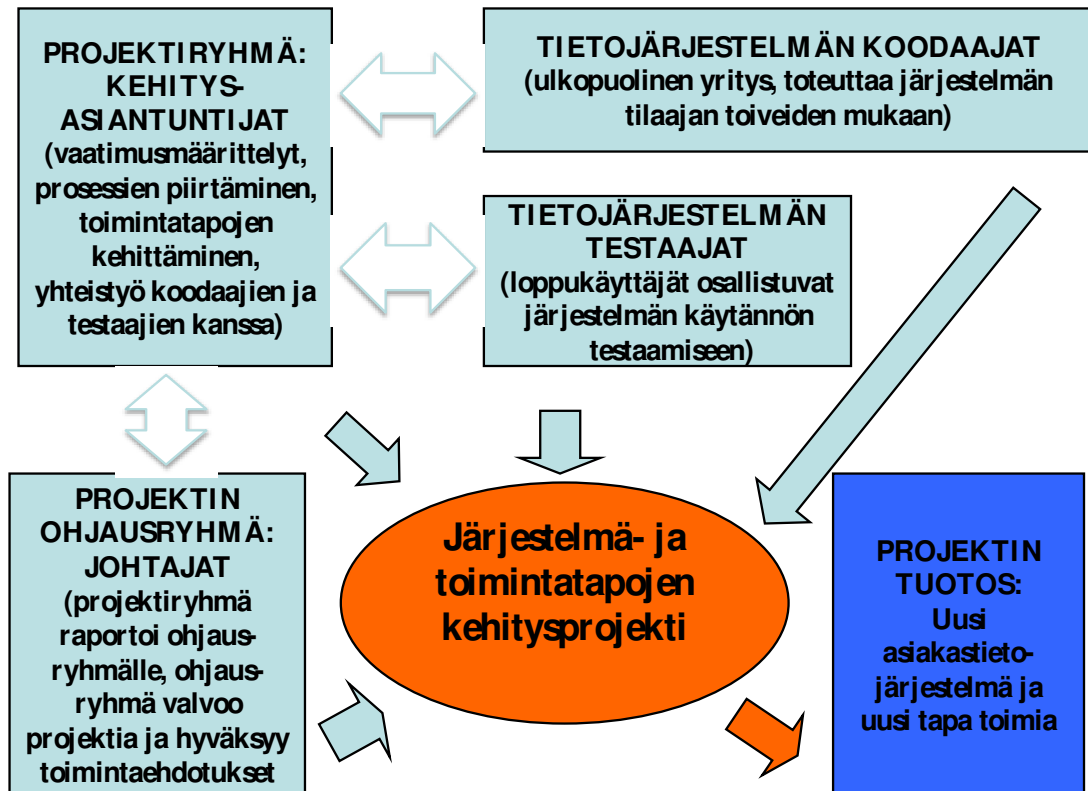 PROJEKTIRYHMÄ:
KEHITYS-
ASIANTUNTIJAT
(vaatimusmäärittelyt,
prosessien piirtäminen,
toimintatapojen
kehittäminen,
yhteistyö koodaajien ja
testaajien kanssa)
TIETOJÄRJESTELMÄN KOODAAJAT
(ulkopuolinen yritys, toteuttaa järjestelmän
tilaajan toiveiden mukaan)
TIETOJÄRJESTELMÄN
TESTAAJAT
(loppukäyttäjät osallistuvat
järjestelmän käytännön
testaamiseen)
PROJEKTIN
OHJAUSRYHMÄ:
JOHTAJAT
(projektiryhmä
raportoi ohjaus-
ryhmälle, ohjaus-
ryhmä valvoo
projektia ja hyväksyy
toimintaehdotukset
Järjestelmä- ja
toimintatapojen
kehitysprojekti
PROJEKTIN
TUOTOS:
Uusi
asiakastieto-
järjestelmä ja
uusi tapa toimia